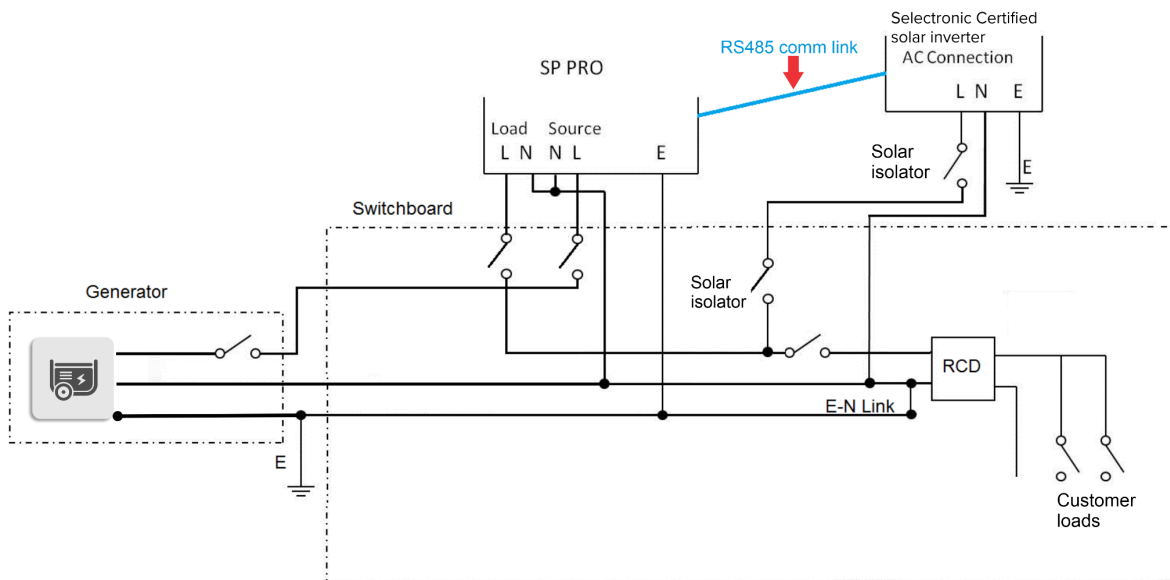 Selectronic Certified
solar inverter
AC Connection
L N E
RS485 comm link
SP PRO
Load Source
L N N L E
Solar
isolator
E
Switchboard
Generator
Solar
isolator
RCD
E-N Link
E
Customer
loads